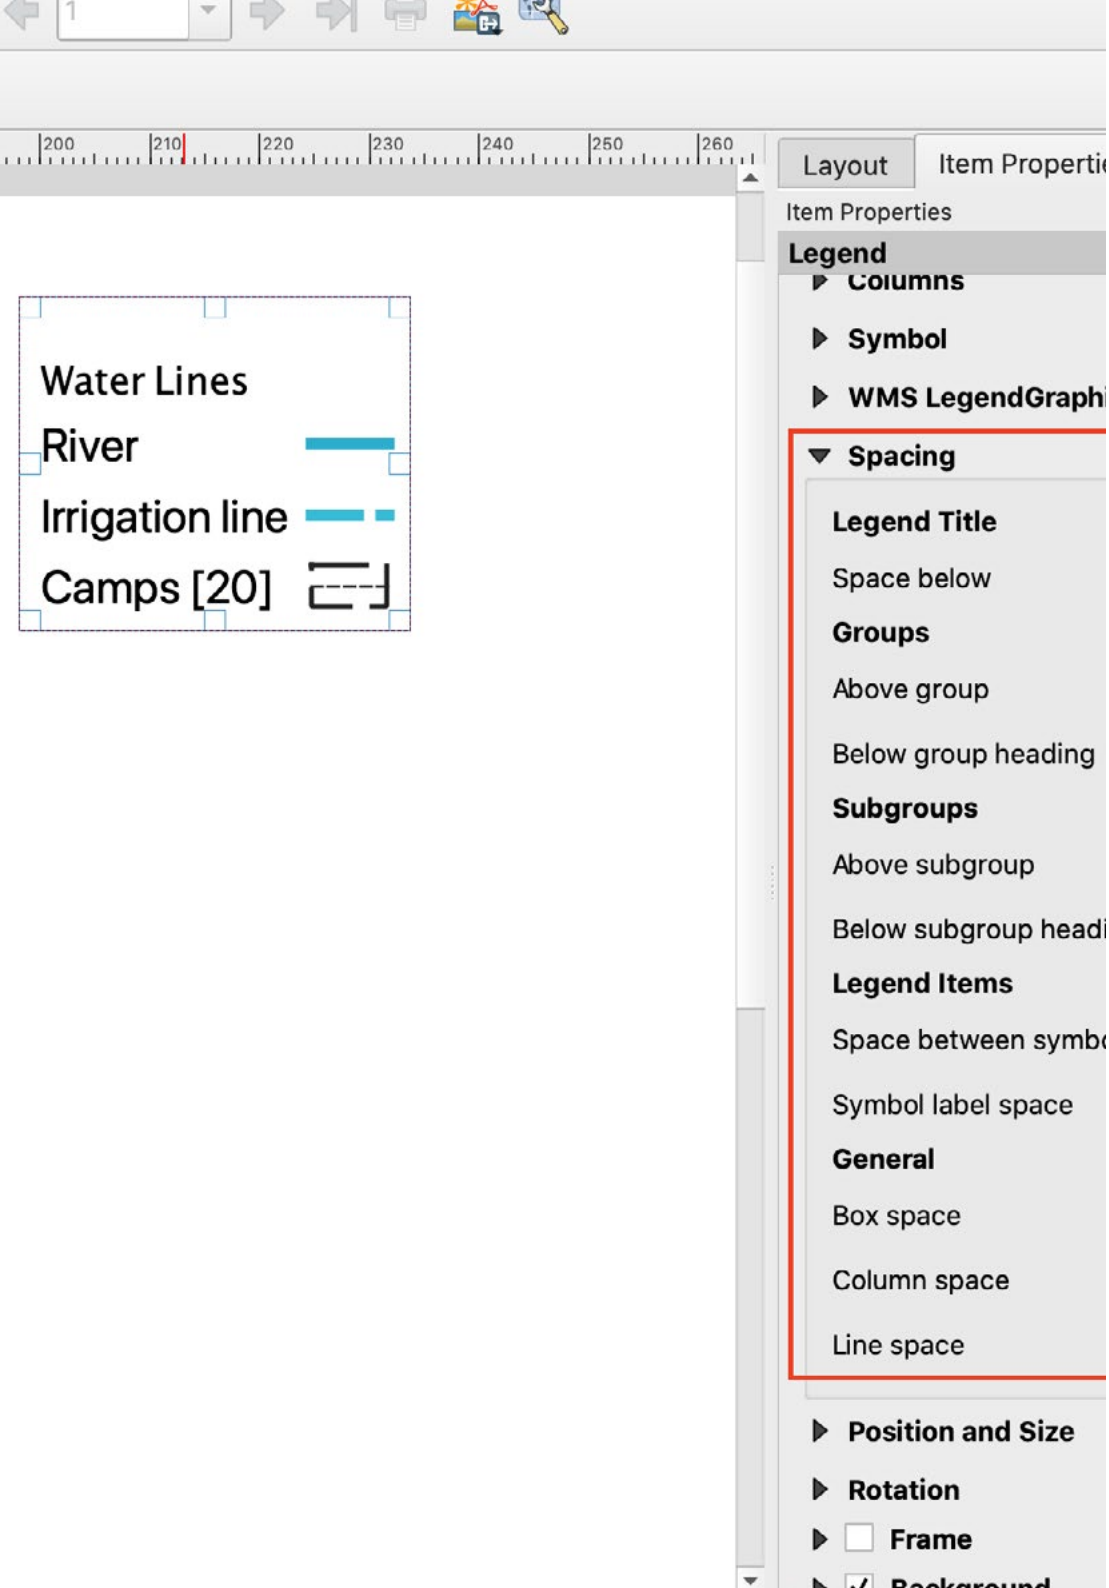 1
200 210 220 230 240 250 260
Layout Item Propertie
Item Properties
Legend
Columns
Symbol
WMS LegendGraphi
Spacing
Legend Title
Space below
Groups
Above group
Below group heading
Subgroups
Above subgroup
Below subgroup headi
Legend Items
Space between symbo
Symbol label space
General
Box space
Column space
Line space
Position and Size
Rotation
Frame
Background
Water Lines
River
Irrigation line
Camps [20]